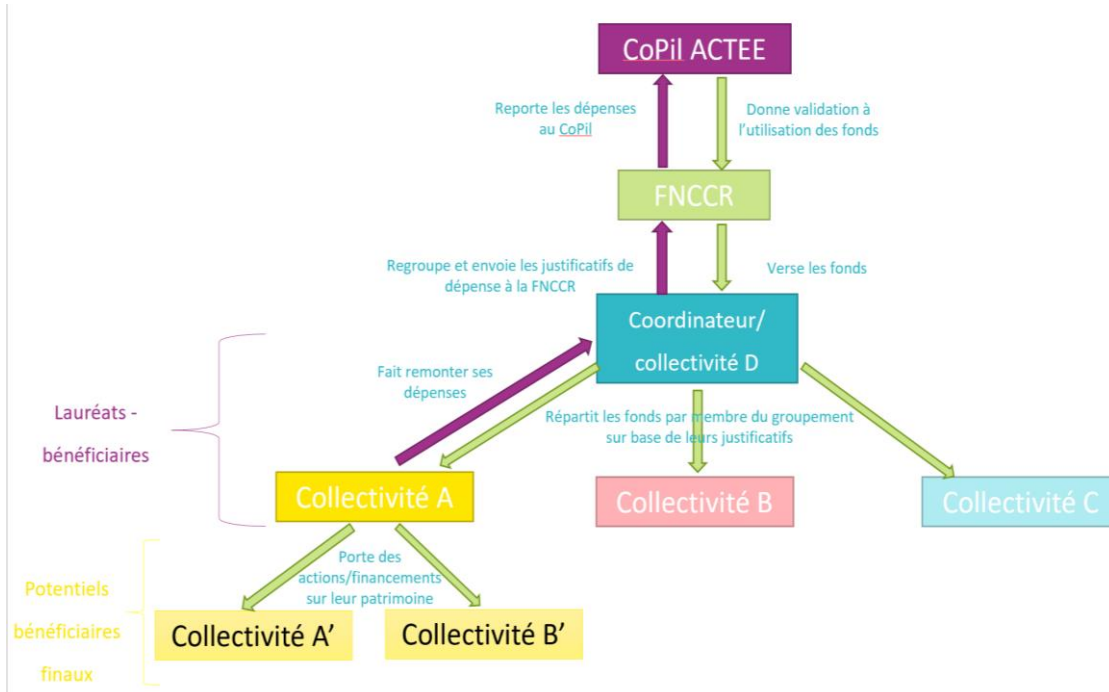 CoPil ACTEE
Reporte les dépenses
au CoPil
Donne validation à
l'utilisation des fonds
FNCCR
Regroupe et envoie les justificatifs de
dépense à la FNCCR
Verse les fonds
Coordinateur/
collectivité D
Fait remonter ses
dépenses
Lauréats -
bénéficiaires
Répartit les fonds par membre du groupement
sur base de leurs justificatifs
Collectivité A
Collectivité B
Collectivité C
Porte des
actions/financements
sur leur patrimoine
Potentiels
bénéficiaires
finaux
Collectivité A’
Collectivité B’